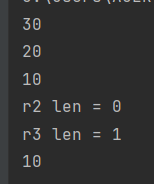 30
20
10
r2 len = 0
r3 len = 1
10